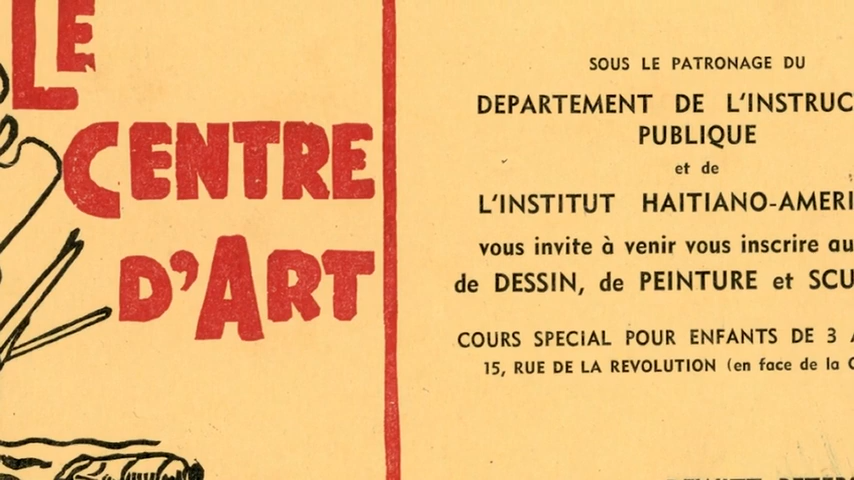 LE
CENTRE
D'ART
SOUS LE PATRONAGE DU
DEPARTEMENT DE L'INSTRUC
PUBLIQUE
et de
L'INSTITUT HAITIANO-AMERI
vous invite à venir vous inscrire au
de DESSIN, de PEINTURE et SCU
COURS SPECIAL POUR ENFANTS DE 3
15, RUE DE LA REVOLUTION (en face de la